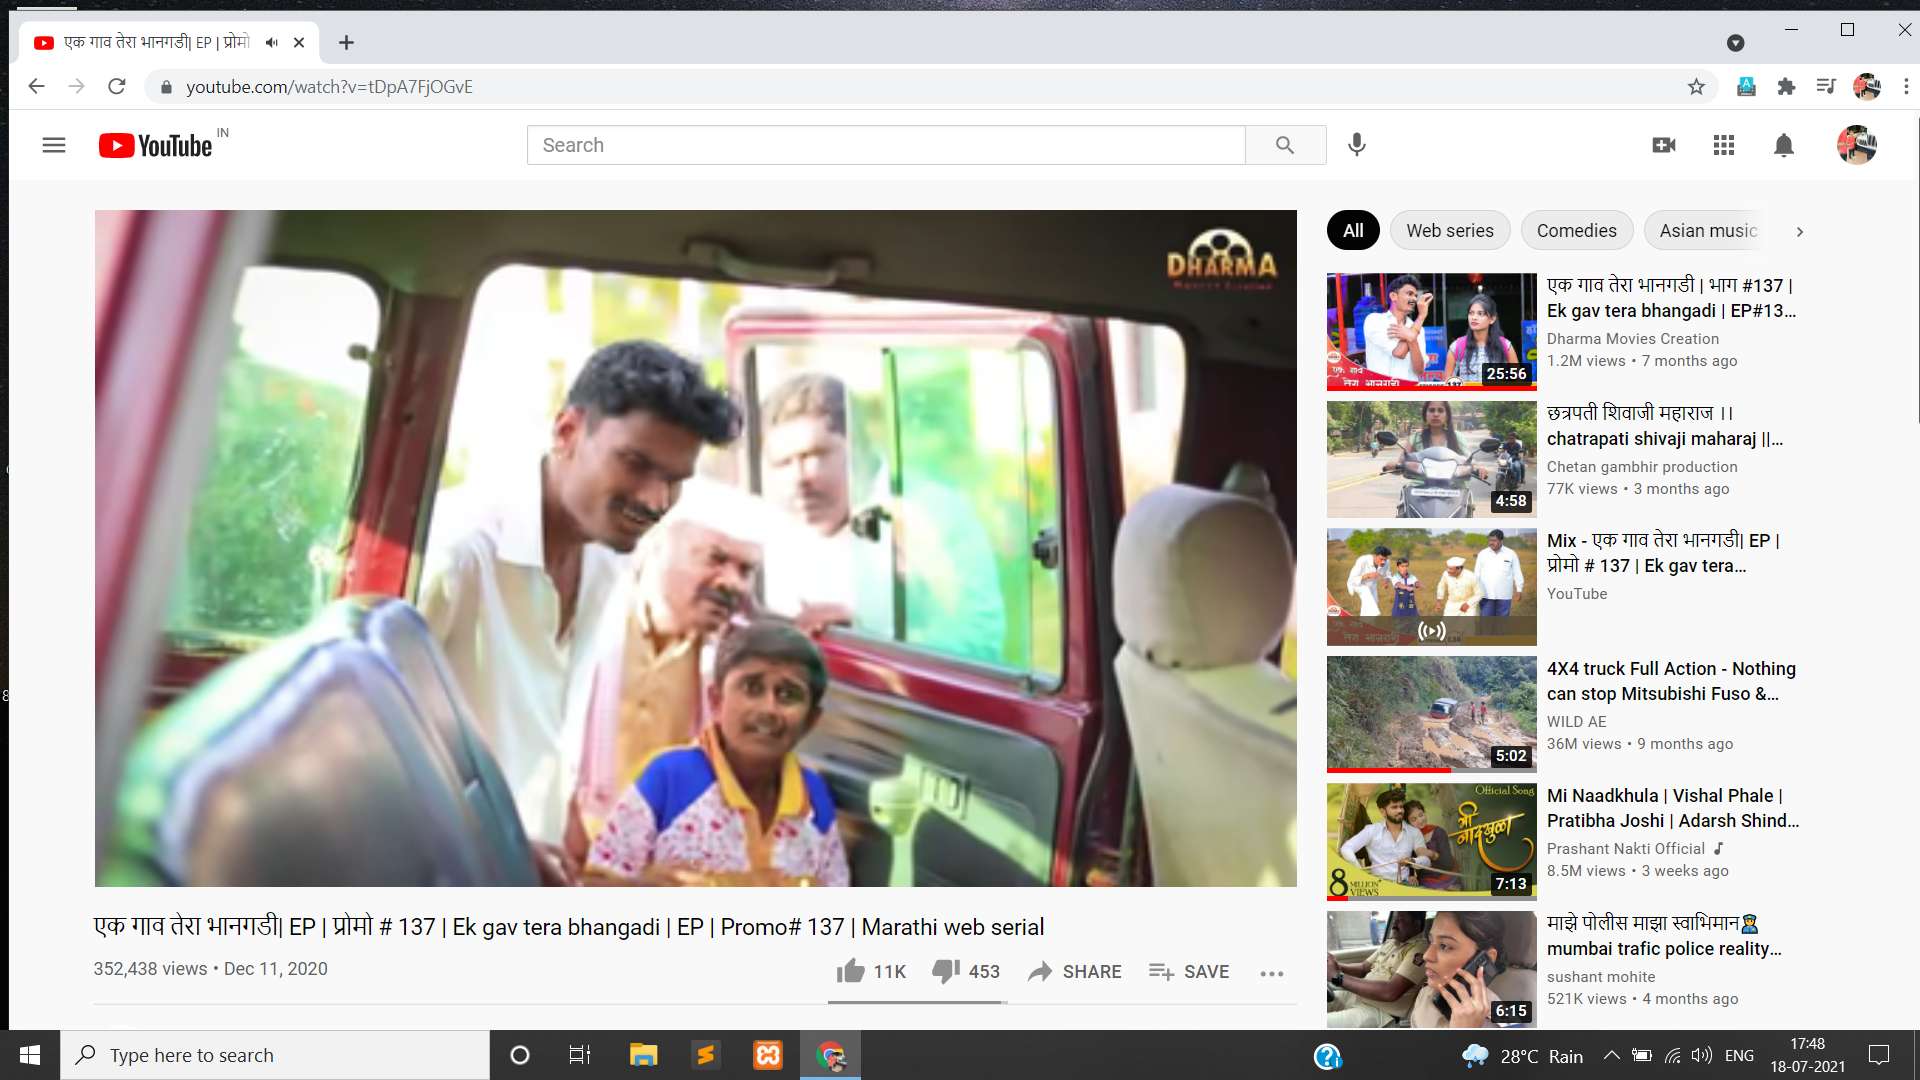 एक गाव तेरा भानगडी| EP | प्रोमो
youtube.com/watch?v=tDpA7FjOGvE
YouTube IN
Search
DHARMA
All
Web series
Comedies
Asian music
एक गाव तेरा भानगडी | भाग #137 |
Ek gav tera bhangadi | EP#13...
Dharma Movies Creation
1.2M views • 7 months ago
25:56
छत्रपती शिवाजी महाराज ।।
chatrapati shivaji maharaj ||...
Chetan gambhir production
77K views • 3 months ago
4:58
Mix - एक गाव तेरा भानगडी| EP |
प्रोमो # 137 | Ek gav tera...
YouTube
4X4 truck Full Action - Nothing
can stop Mitsubishi Fuso &...
WILD AE
36M views • 9 months ago
5:02
Official Song
मी नादखुळा
8 MILLION+
VIEWS
7:13
Mi Naadkhula | Vishal Phale |
Pratibha Joshi | Adarsh Shind...
Prashant Nakti Official
8.5M views • 3 weeks ago
माझे पोलीस माझा स्वाभिमान
mumbai trafic police reality...
sushant mohite
521K views • 4 months ago
6:15
एक गाव तेरा भानगडी| EP | प्रोमो # 137 | Ek gav tera bhangadi | EP | Promo# 137 | Marathi web serial
352,438 views • Dec 11, 2020
11K
453
SHARE
SAVE
Type here to search
28°C Rain
ENG
17:48
18-07-2021